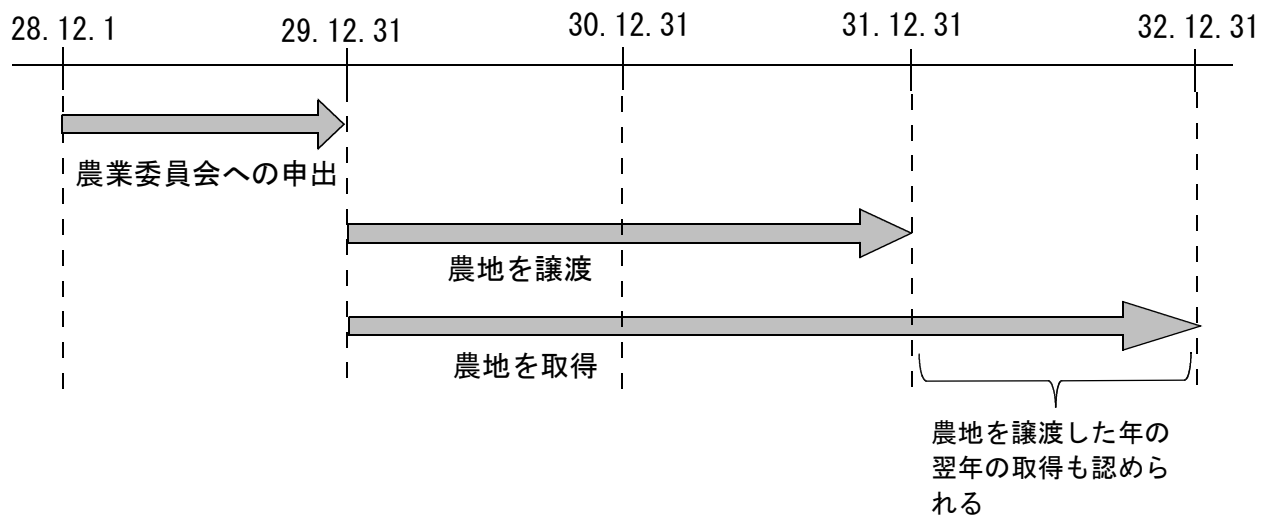 28.12.1
29.12.31
30.12.31
31.12.31
32.12.31
農業委員会への申出
農地を譲渡
農地を取得
農地を譲渡した年の
翌年の取得も認めら
れる